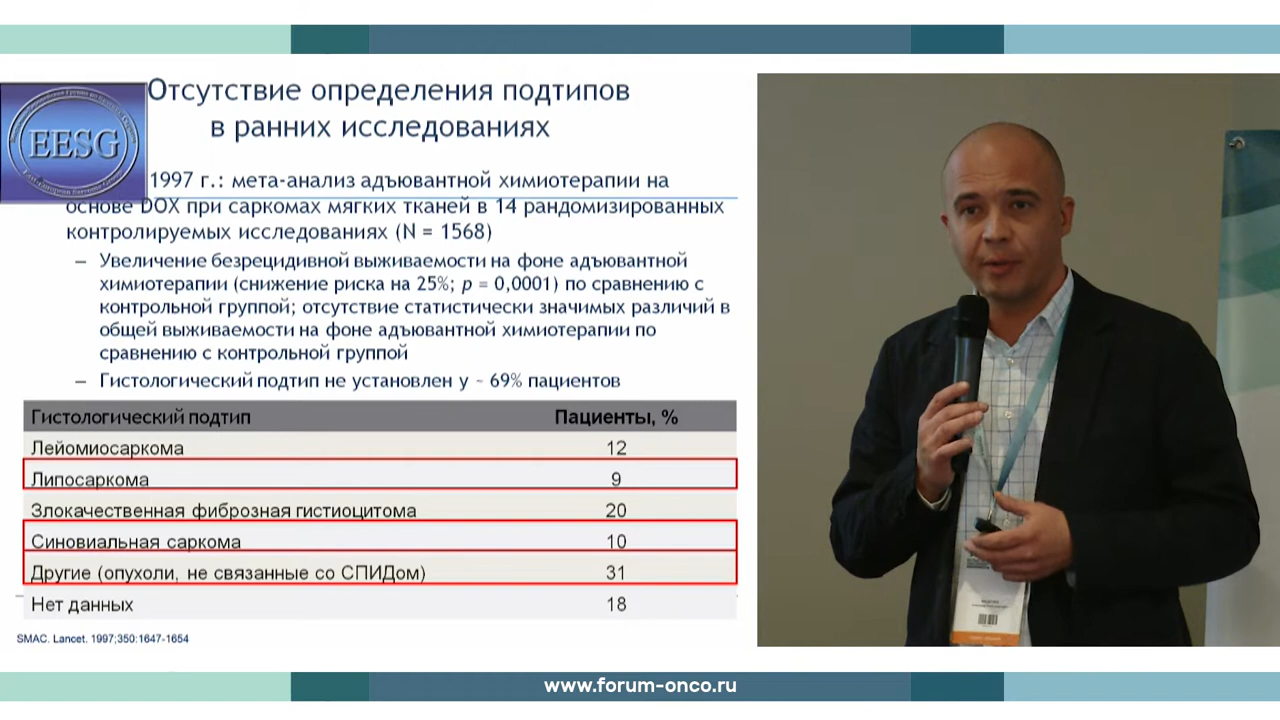 EESG
Отсутствие определения подтипов
в ранних исследованиях
1997 г.: мета-анализ адъювантной химиотерапии на
основе DOX при саркомах мягких тканей в 14 рандомизированных
контролируемых исследованиях (N = 1568)
– Увеличение безрецидивной выживаемости на фоне адъювантной
химиотерапии (снижение риска на 25%; p = 0,0001) по сравнению с
контрольной группой; отсутствие статистически значимых различий в
общей выживаемости на фоне адъювантной химиотерапии по
сравнению с контрольной группой
– Гистологический подтип не установлен у ~ 69% пациентов
Гистологический подтип Пациенты, %
Лейомиосаркома 12
Липосаркома 9
Злокачественная фиброзная гистиоцитома 20
Синовиальная саркома 10
Другие (опухоли, не связанные со СПИДом) 31
Нет данных 18
SMAC. Lancet. 1997;350:1647-1654
www.forum-onco.ru